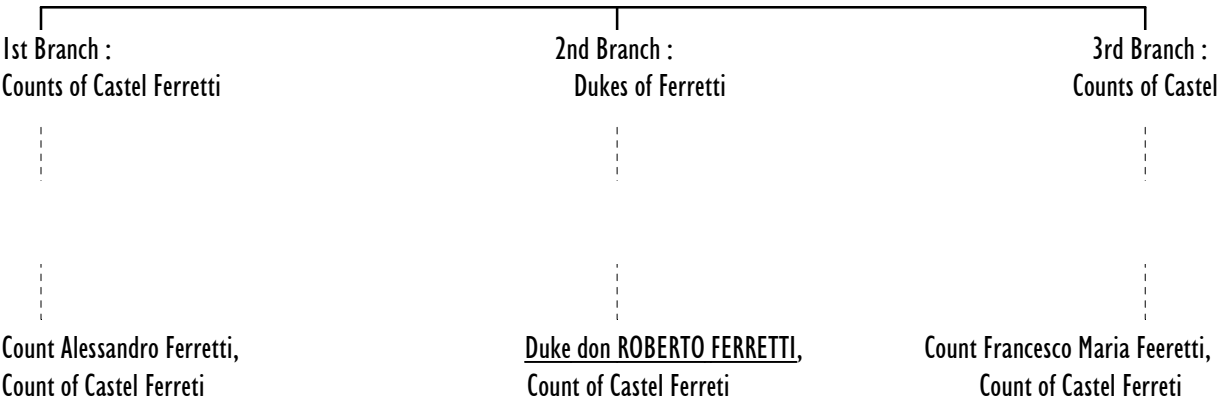 1st Branch :
Counts of Castel Ferretti
2nd Branch :
Dukes of Ferretti
3rd Branch :
Counts of Castel
Count Alessandro Ferretti,
Count of Castel Ferreti
Duke don ROBERTO FERRETTI,
Count of Castel Ferreti
Count Francesco Maria Feeretti,
Count of Castel Ferreti